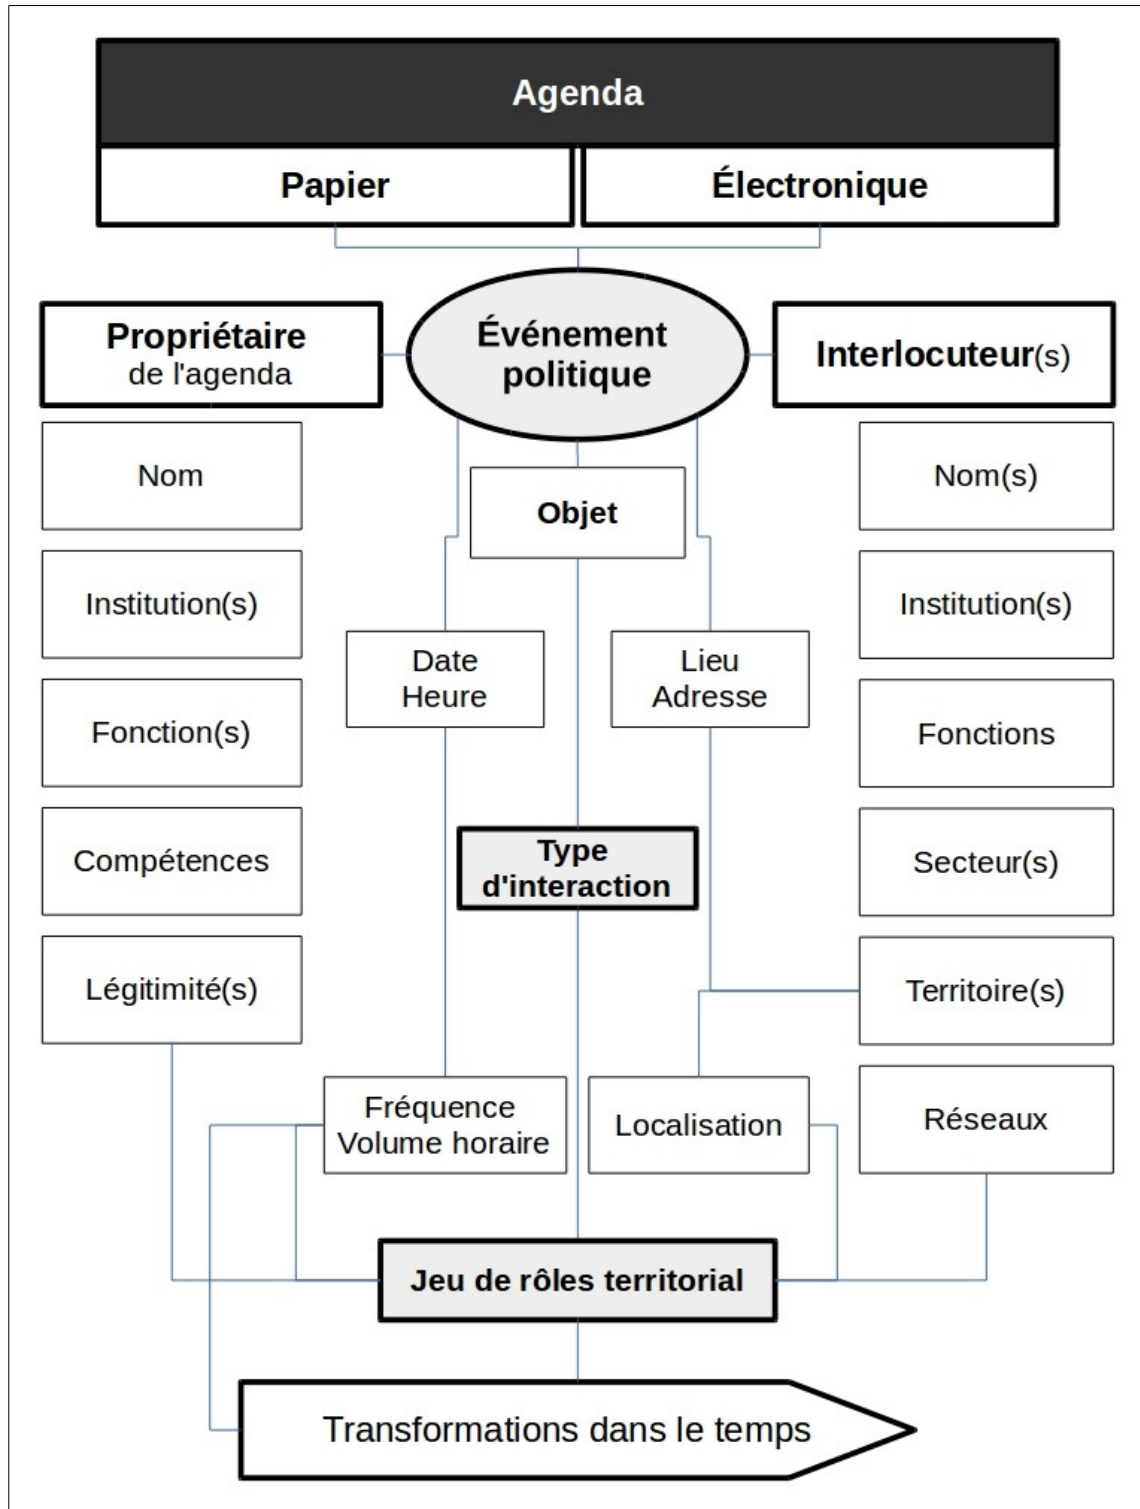 Agenda
Papier
Électronique
Propriétaire
de l'agenda
Événement
politique
Interlocuteur(s)
Nom
Objet
Nom(s)
Institution(s)
Institution(s)
Date
Heure
Lieu
Adresse
Fonction(s)
Fonctions
Compétences
Type
d'interaction
Secteur(s)
Légitimité(s)
Territoire(s)
Fréquence
Volume horaire
Localisation
Réseaux
Jeu de rôles territorial
Transformations dans le temps